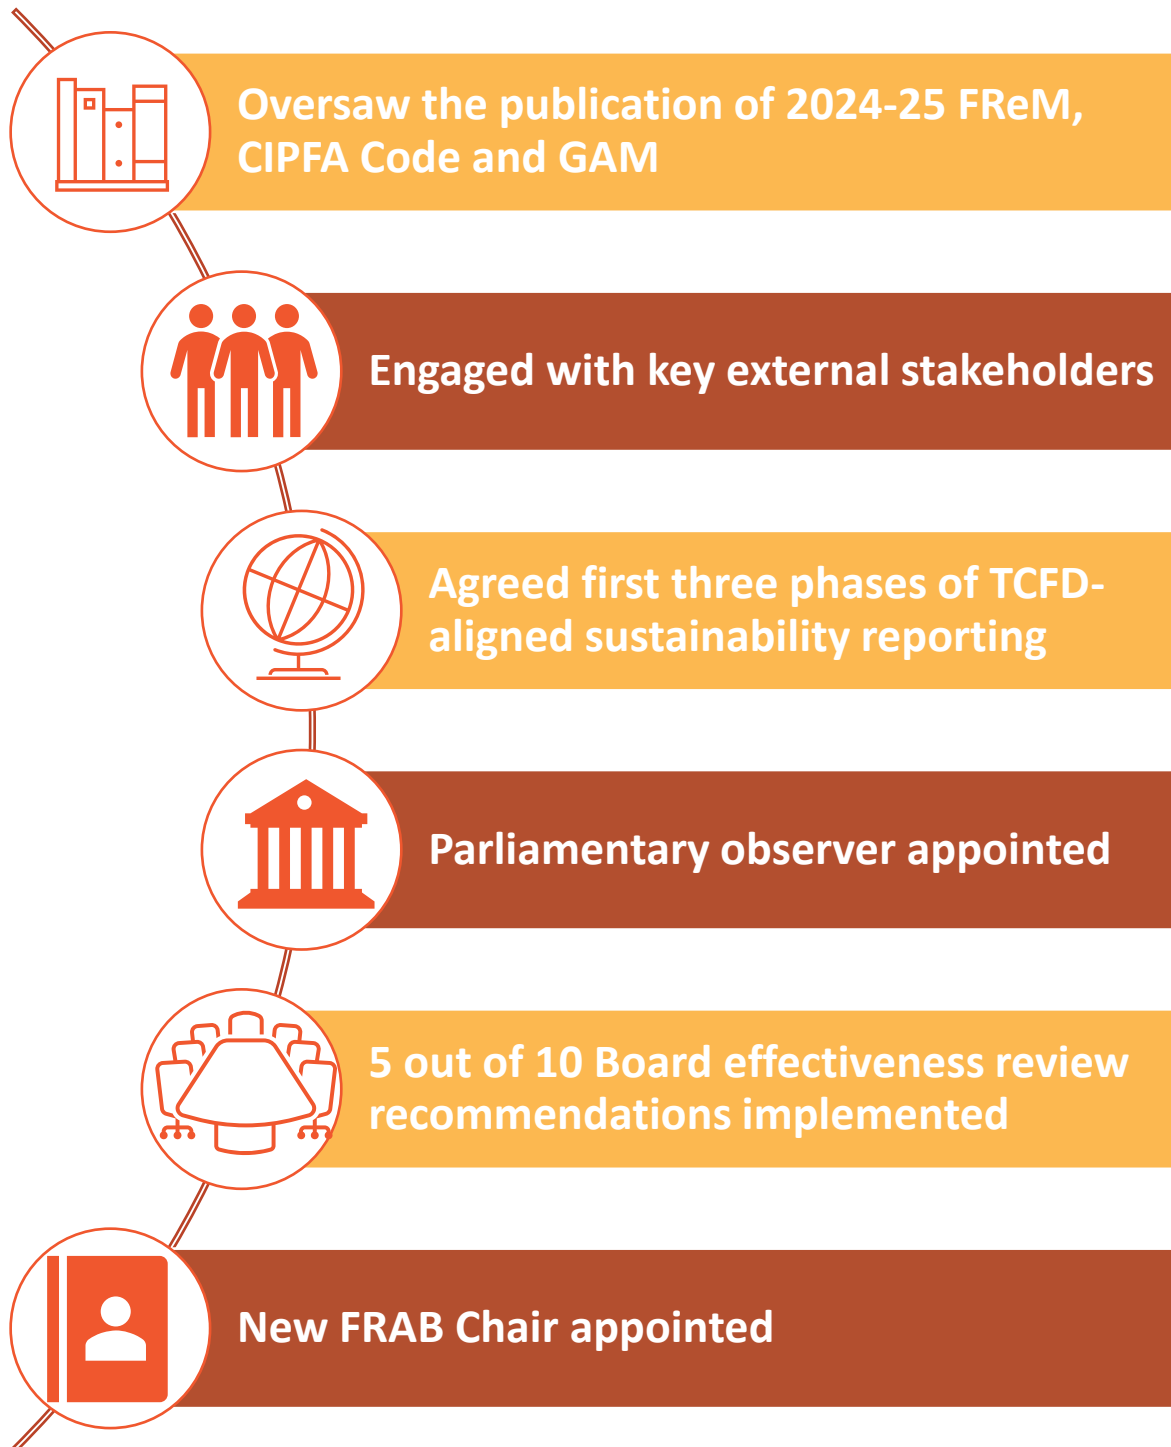 Oversaw the publication of 2024-25 FReM,
CIPFA Code and GAM
Engaged with key external stakeholders
Agreed first three phases of TCFD-
aligned sustainability reporting
Parliamentary observer appointed
5 out of 10 Board effectiveness review
recommendations implemented
New FRAB Chair appointed